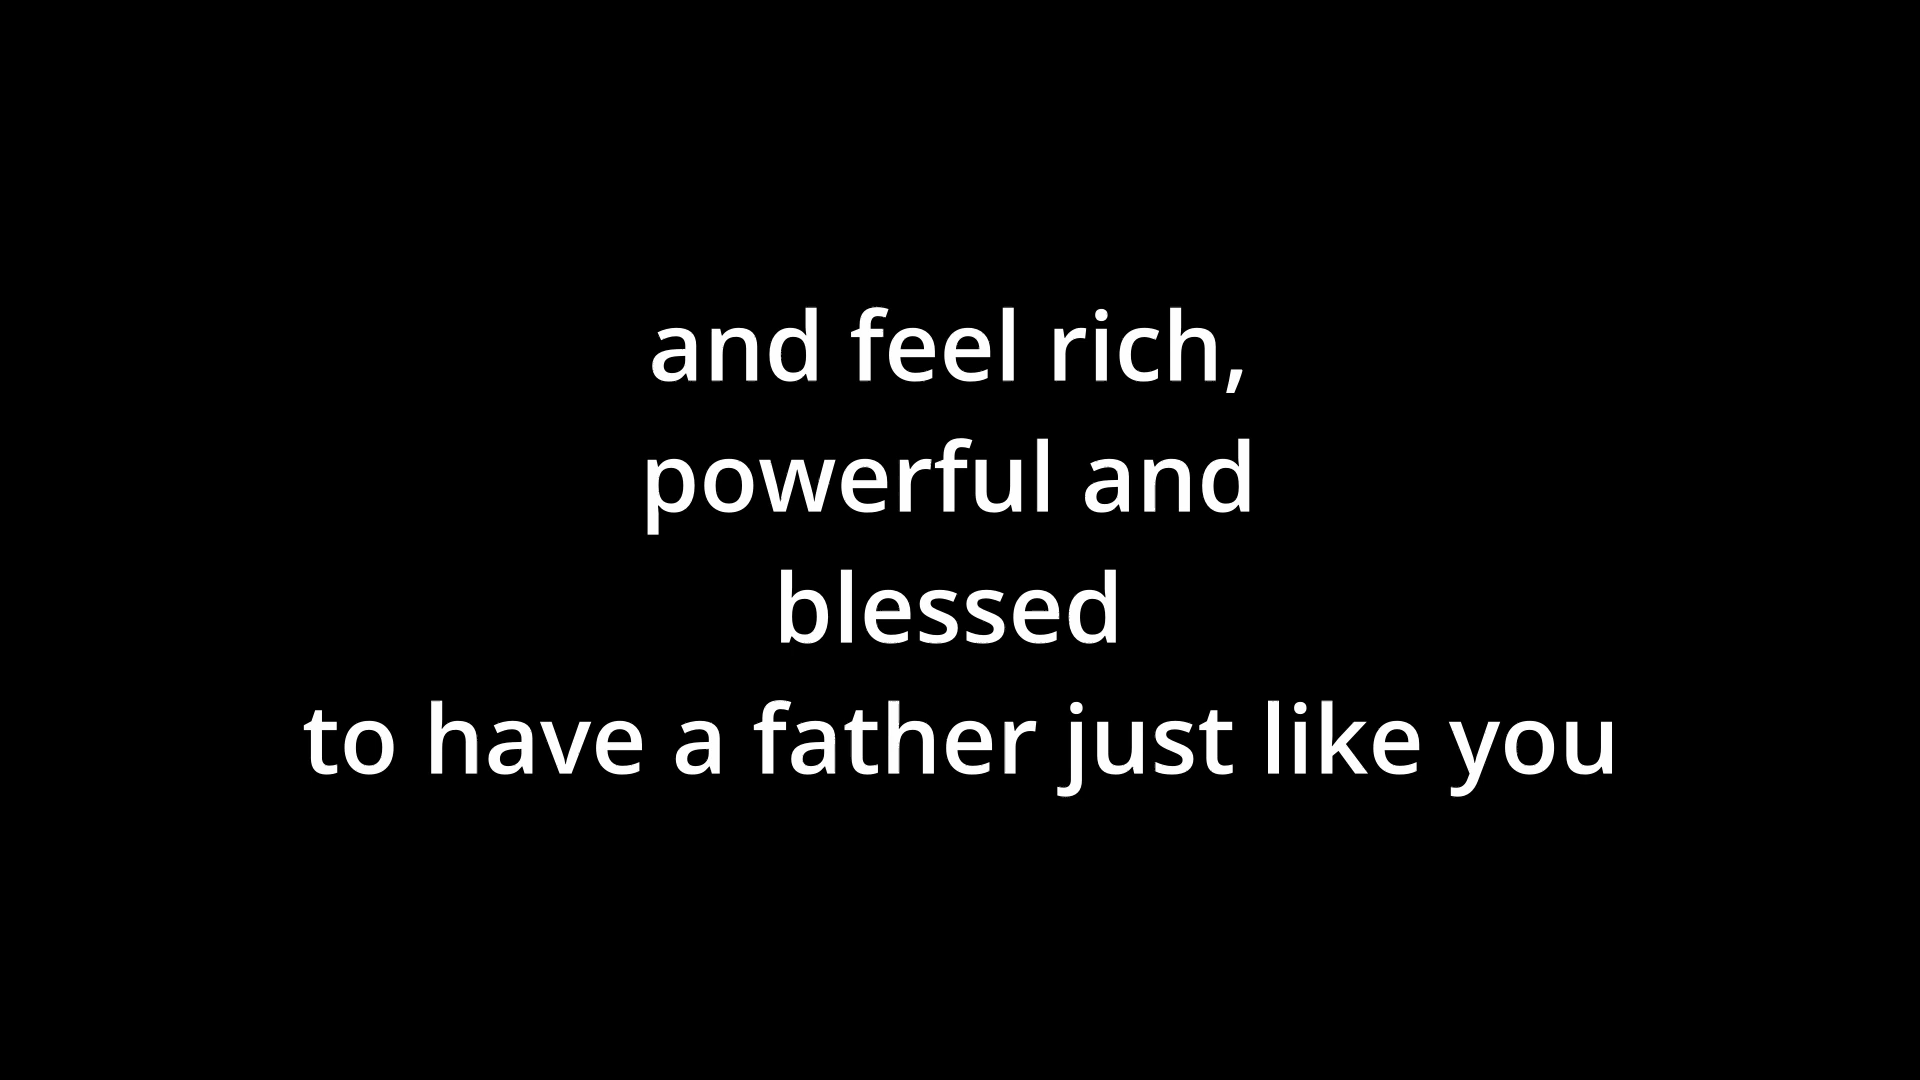 and feel rich,
powerful and
blessed
to have a father just like you